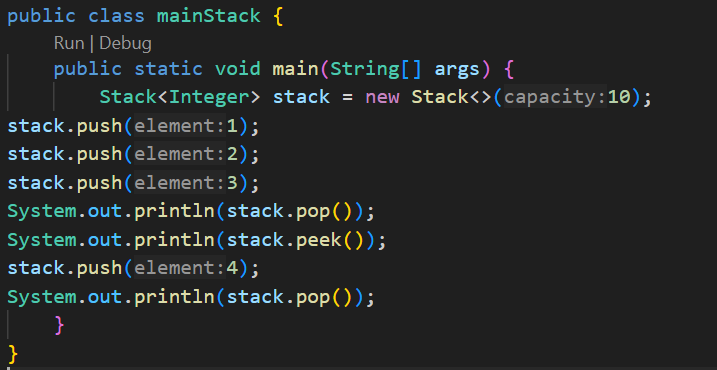 public class mainStack {
Run | Debug
public static void main(String[] args) {
Stack<Integer> stack = new Stack<>(capacity:10);
stack.push(element:1);
stack.push(element:2);
stack.push(element:3);
System.out.println(stack.pop());
System.out.println(stack.peek());
stack.push(element:4);
System.out.println(stack.pop());
}
}